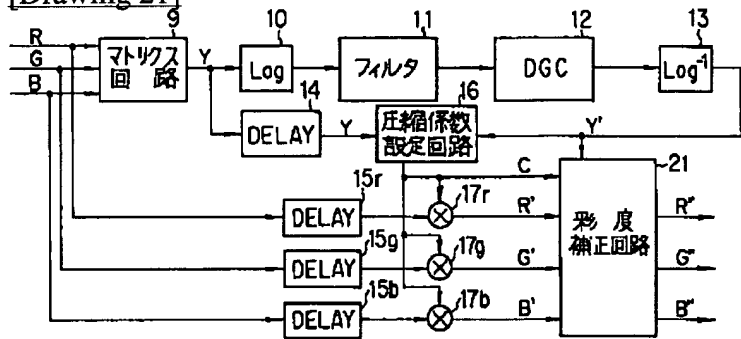 [Drawing 21]
9
10
11
12
13
R
G
B
マトリクス
回 路
Y
Log
フィルタ
DGC
Log⁻¹
14
DELAY
Y
16
圧縮係数
設定回路
Y'
21
C
15r
DELAY
17r
R'
彩 度
補正回路
R"
15g
DELAY
17g
G'
G"
15b
DELAY
17b
B'
B"